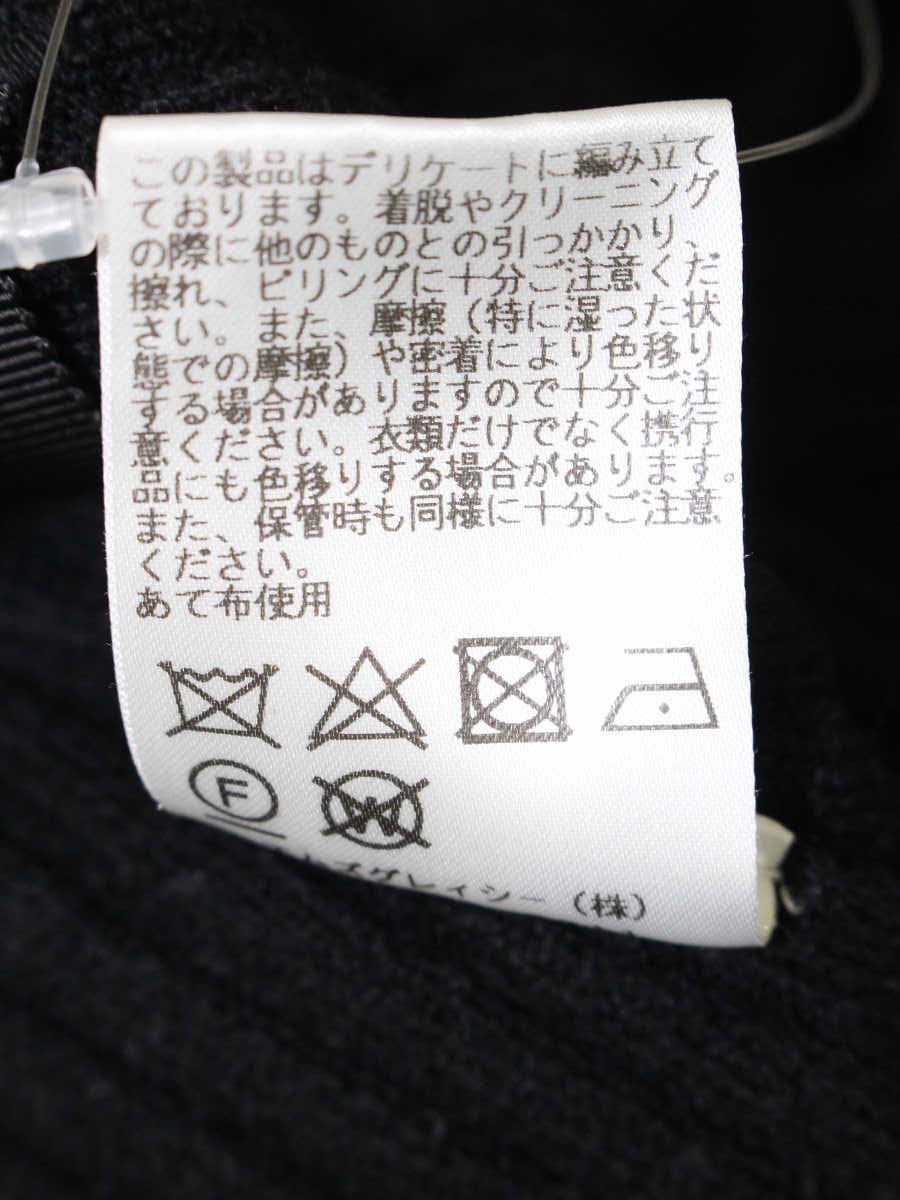 この製品はデリケートに編み立て
ております。着脱やクリーニング
の際に他のものとの引っかかり、
擦れ、ピリングに十分ご注意くだ
さい。また、摩擦（特に湿った状
態での摩擦）や密着により色移り
する場合がありますので十分ご注
意ください。衣類だけでなく携行
品にも色移りする場合があります。
また、保管時も同様に十分ご注意
ください。
あて布使用
F
W
グレィシー（株）